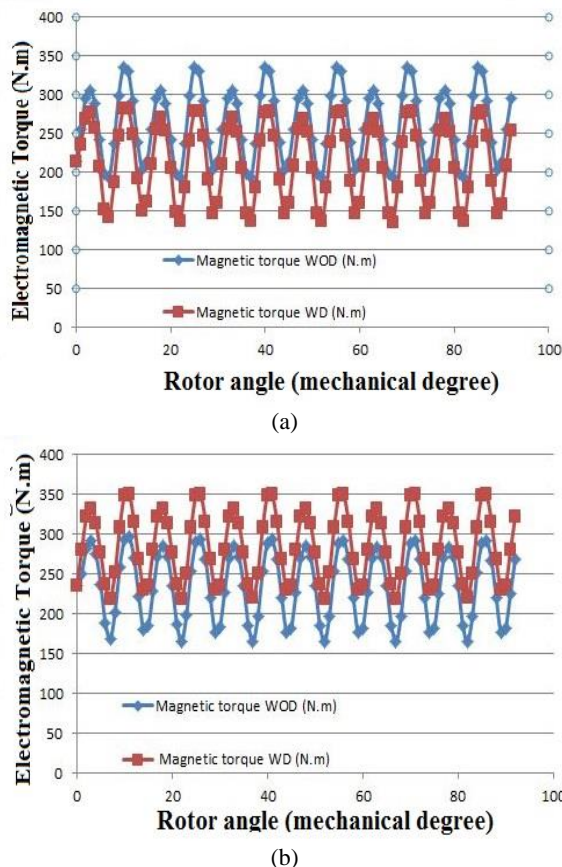 Electromagnetic Torque (N.m)
400
350
300
250
200
150
100
50
0
Magnetic torque WOD (N.m)
Magnetic torque WD (N.m)
0 20 40 60 80 100
Rotor angle (mechanical degree)
(a)
Electromagnetic Torque (N.m)
400
350
300
250
200
150
100
50
0
Magnetic torque WOD (N.m)
Magnetic torque WD (N.m)
0 20 40 60 80 100
Rotor angle (mechanical degree)
(b)